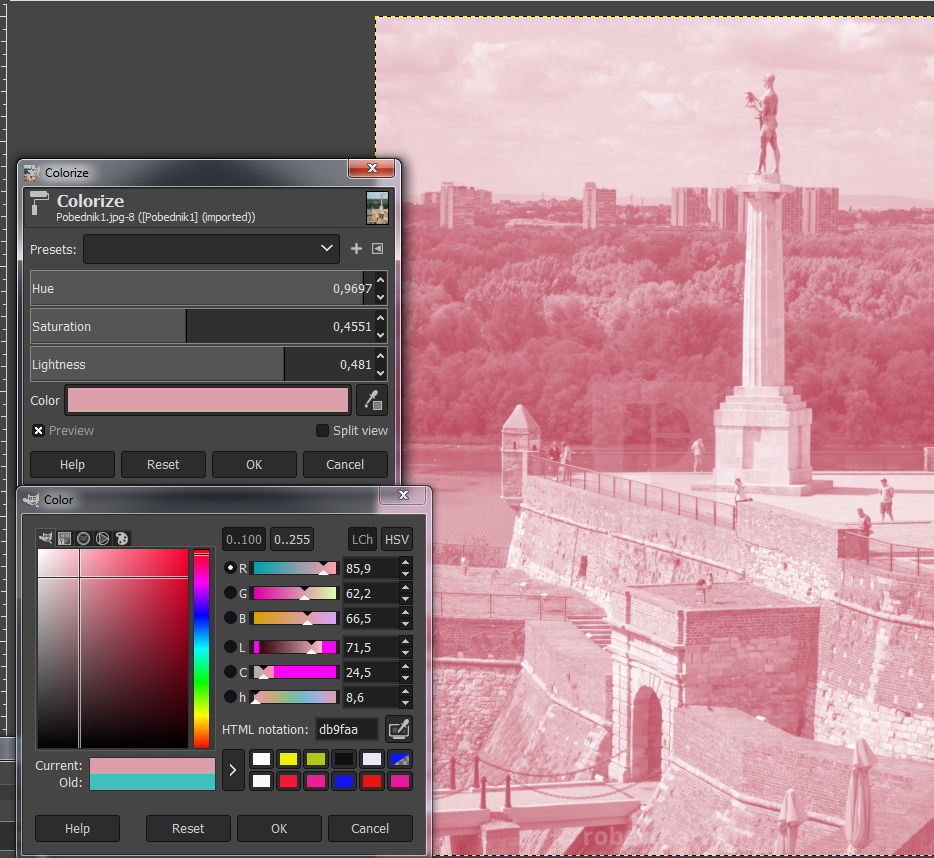 Colorize
Colorize
Pobednik1.jpg-8 ([Pobednik1] (imported))
Presets:
Hue 0,9697
Saturation 0,4551
Lightness 0,481
Color
Preview Split view
Help Reset OK Cancel
Color
0..100 0..255 LCh HSV
R 85,9
G 62,2
B 66,5
L 71,5
C 24,5
h 8,6
HTML notation: db9faa
Current:
Old:
Help Reset OK Cancel